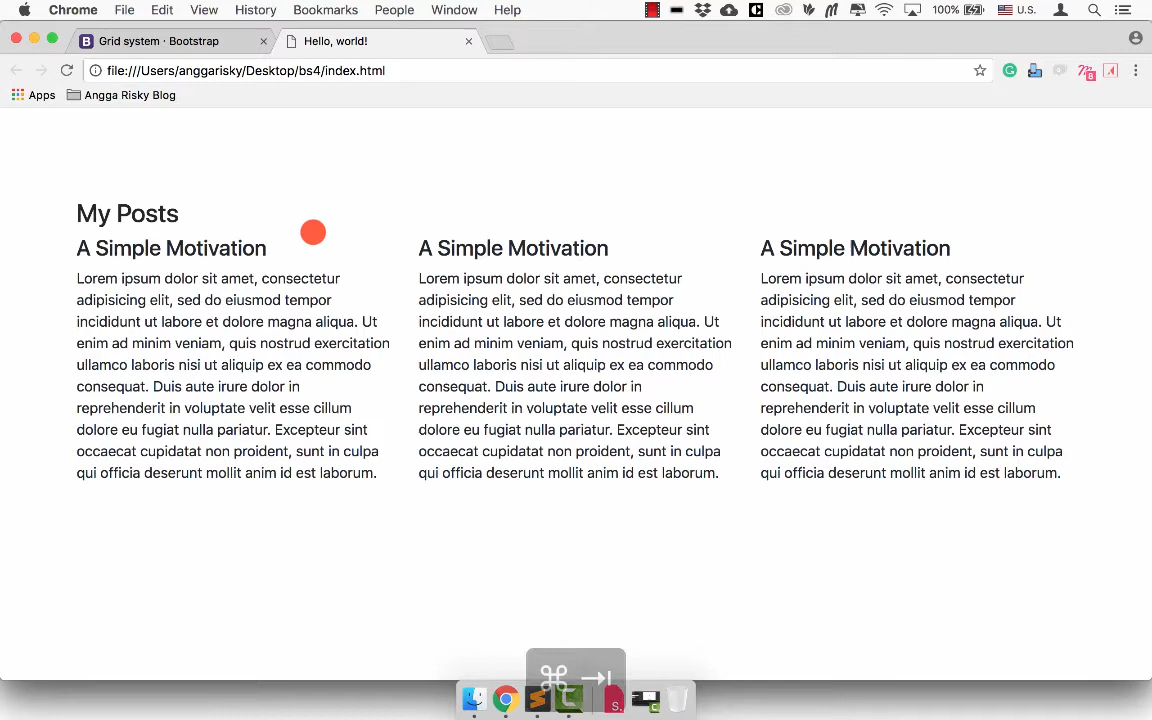 Chrome File Edit View History Bookmarks People Window Help 100% U.S.
Grid system · Bootstrap Hello, world!
file:///Users/anggarisky/Desktop/bs4/index.html
Apps Angga Risky Blog
My Posts
A Simple Motivation
Lorem ipsum dolor sit amet, consectetur
adipisicing elit, sed do eiusmod tempor
incididunt ut labore et dolore magna aliqua. Ut
enim ad minim veniam, quis nostrud exercitation
ullamco laboris nisi ut aliquip ex ea commodo
consequat. Duis aute irure dolor in
reprehenderit in voluptate velit esse cillum
dolore eu fugiat nulla pariatur. Excepteur sint
occaecat cupidatat non proident, sunt in culpa
qui officia deserunt mollit anim id est laborum.
A Simple Motivation
Lorem ipsum dolor sit amet, consectetur
adipisicing elit, sed do eiusmod tempor
incididunt ut labore et dolore magna aliqua. Ut
enim ad minim veniam, quis nostrud exercitation
ullamco laboris nisi ut aliquip ex ea commodo
consequat. Duis aute irure dolor in
reprehenderit in voluptate velit esse cillum
dolore eu fugiat nulla pariatur. Excepteur sint
occaecat cupidatat non proident, sunt in culpa
qui officia deserunt mollit anim id est laborum.
A Simple Motivation
Lorem ipsum dolor sit amet, consectetur
adipisicing elit, sed do eiusmod tempor
incididunt ut labore et dolore magna aliqua. Ut
enim ad minim veniam, quis nostrud exercitation
ullamco laboris nisi ut aliquip ex ea commodo
consequat. Duis aute irure dolor in
reprehenderit in voluptate velit esse cillum
dolore eu fugiat nulla pariatur. Excepteur sint
occaecat cupidatat non proident, sunt in culpa
qui officia deserunt mollit anim id est laborum.
⌘ ⇥